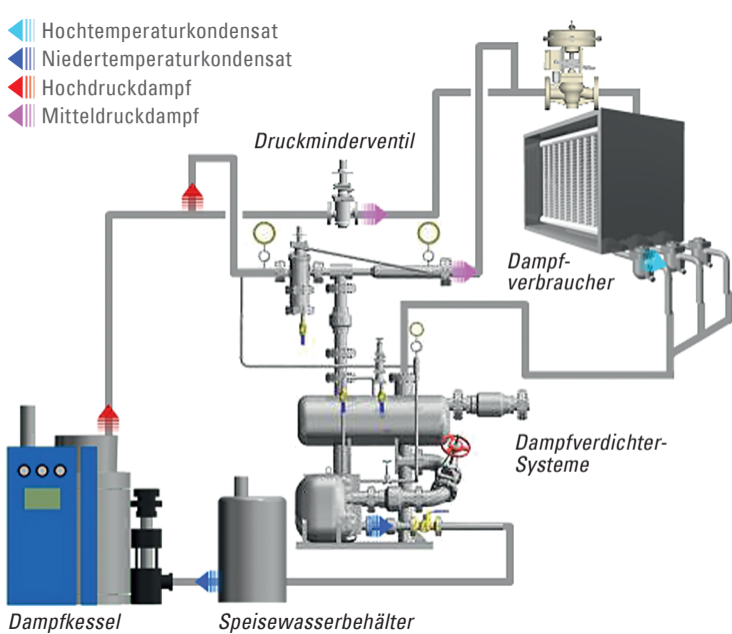 Hochtemperaturkondensat
Niedertemperaturkondensat
Hochdruckdampf
Mitteldruckdampf
Druckminderventil
Dampf-
verbraucher
Dampfverdichter-
Systeme
Dampfkessel
Speisewasserbehälter